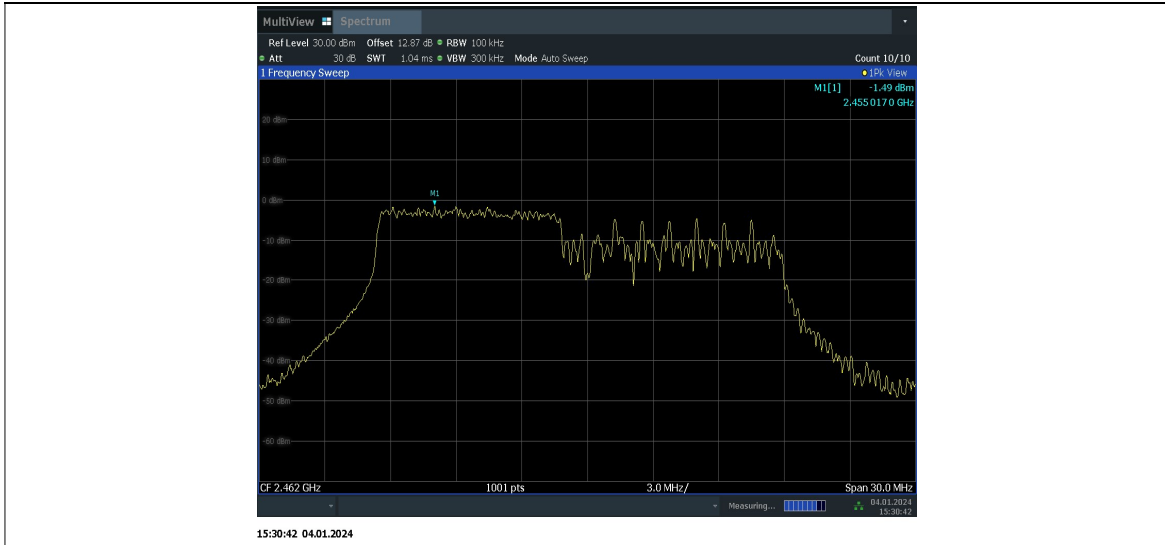 MultiView Spectrum
Ref Level 30.00 dBm Offset 12.87 dB RBW 100 kHz
Att 30 dB SWT 1.04 ms VBW 300 kHz Mode Auto Sweep Count 10/10
1 Frequency Sweep 1Pk View
M1[1] -1.49 dBm
2.455 017 0 GHz
20 dBm
10 dBm
M1
0 dBm
-10 dBm
-20 dBm
-30 dBm
-40 dBm
-50 dBm
-60 dBm
CF 2.462 GHz 1001 pts 3.0 MHz/ Span 30.0 MHz
Measuring... 04.01.2024
15:30:42
15:30:42 04.01.2024